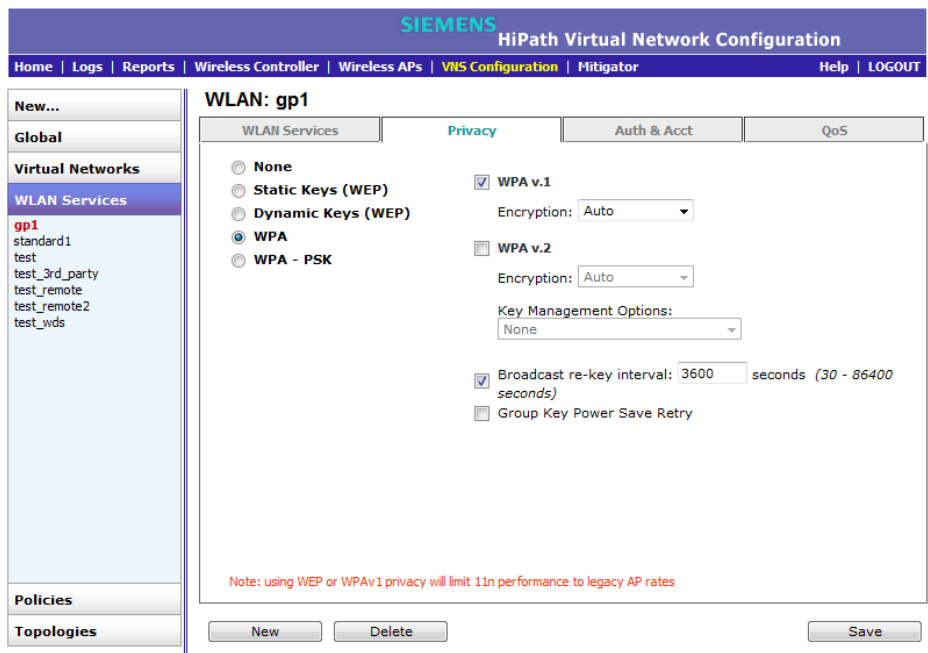 SIEMENS
HiPath Virtual Network Configuration
Home | Logs | Reports | Wireless Controller | Wireless APs | VNS Configuration | Mitigator Help | LOGOUT
New...
Global
Virtual Networks
WLAN Services
gp1
standard1
test
test_3rd_party
test_remote
test_remote2
test_wds
Policies
Topologies
WLAN: gp1
WLAN Services Privacy Auth & Acct QoS
None
Static Keys (WEP)
Dynamic Keys (WEP)
WPA
WPA - PSK
WPA v.1
Encryption: Auto
WPA v.2
Encryption: Auto
Key Management Options:
None
Broadcast re-key interval: 3600 seconds (30 - 86400
seconds)
Group Key Power Save Retry
Note: using WEP or WPAv1 privacy will limit 11n performance to legacy AP rates
New Delete Save